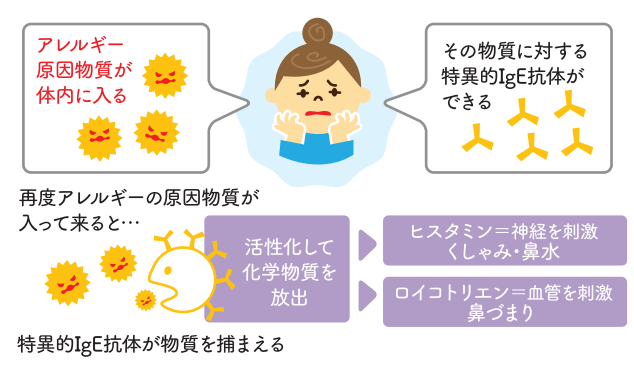 アレルギー
原因物質が
体内に入る
その物質に対する
特異的IgE抗体が
できる
再度アレルギーの原因物質が
入って来ると…
活性化して
化学物質を
放出
ヒスタミン＝神経を刺激
くしゃみ・鼻水
ロイコトリエン＝血管を刺激
鼻づまり
特異的IgE抗体が物質を捕まえる